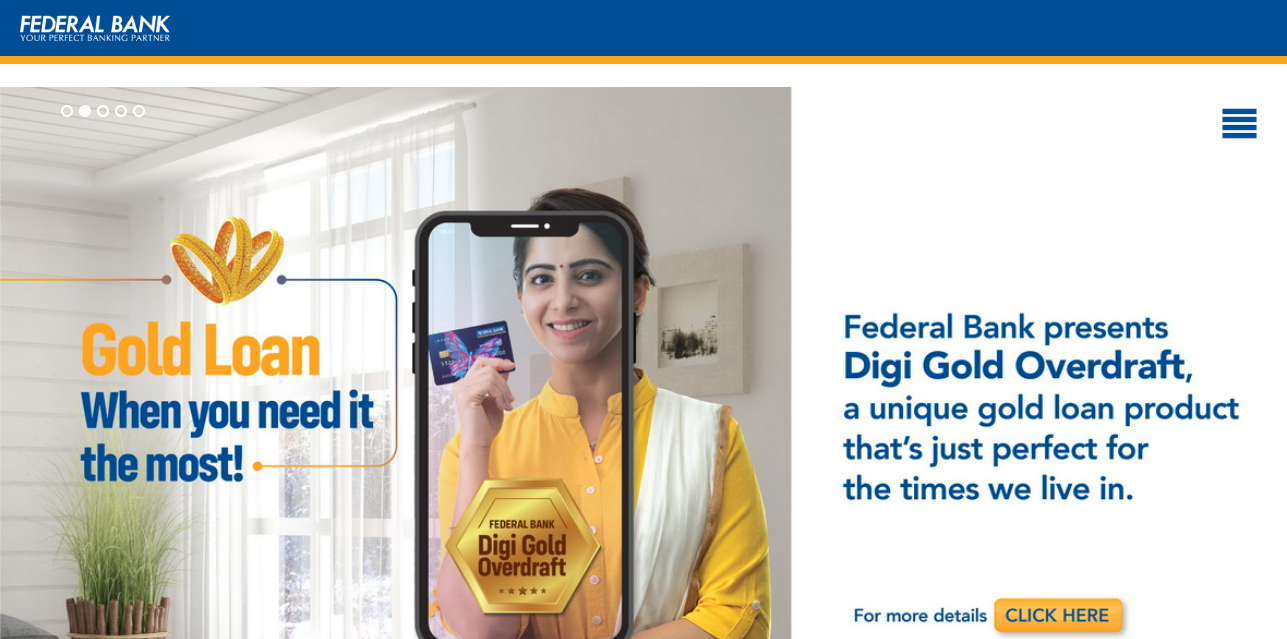 FEDERAL BANK
YOUR PERFECT BANKING PARTNER
Gold Loan
When you need it
the most!
FEDERAL BANK
FEDERAL BANK
Digi Gold
Overdraft
Federal Bank presents
Digi Gold Overdraft,
a unique gold loan product
that's just perfect for
the times we live in.
For more details CLICK HERE